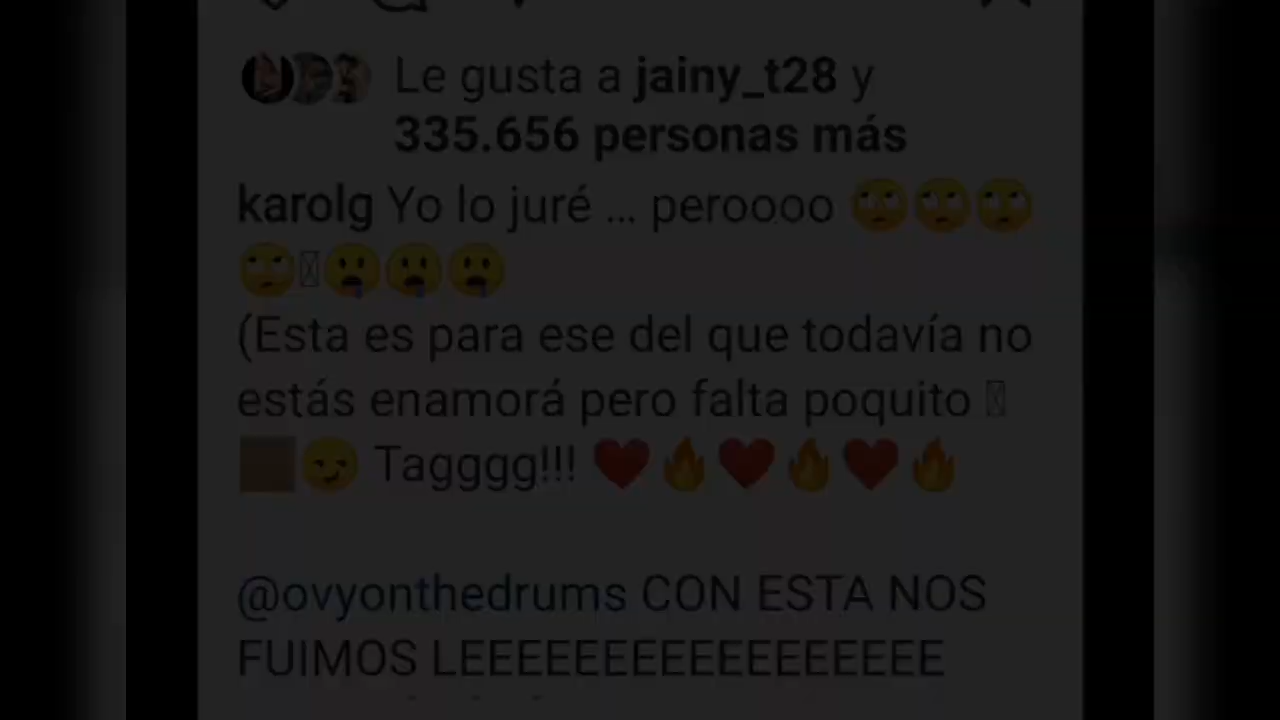 Le gusta a jainy_t28 y
335.656 personas más
karolg Yo lo juré ... peroooo 🙄🙄🙄
🙄🤤🤤🤤
(Esta es para ese del que todavía no
estás enamorá pero falta poquito
😏 Tagggg!!! ❤️🔥❤️🔥❤️🔥
@ovyonthedrums CON ESTA NOS
FUIMOS LEEEEEEEEEEEEEEEEE